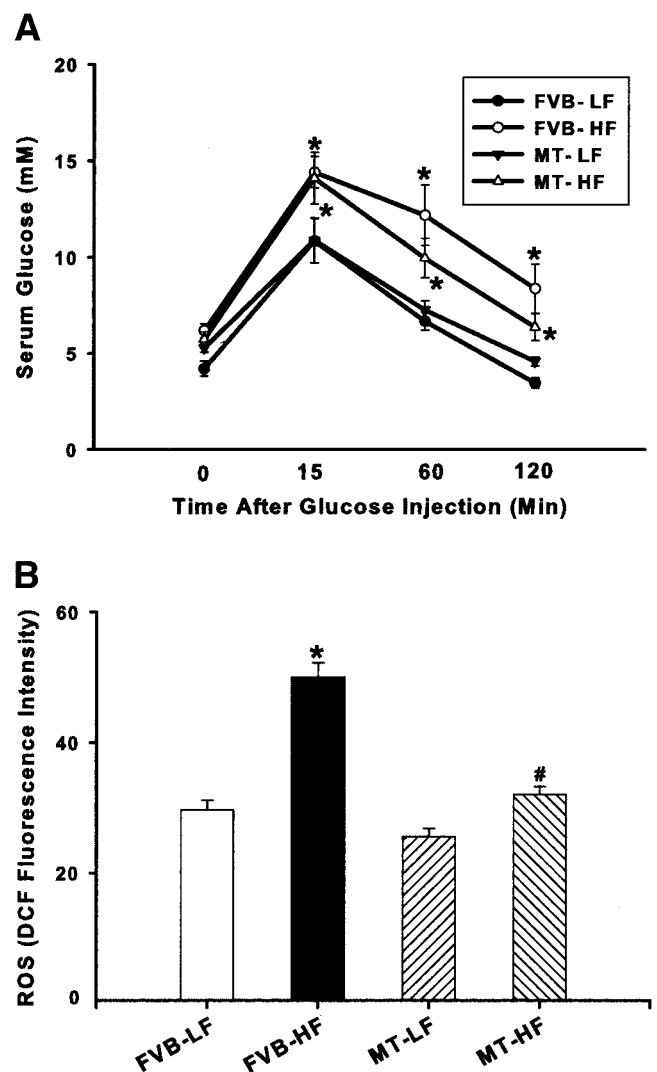 A
20
15
10
5
0
Serum Glucose (mM)
FVB-LF
FVB-HF
MT-LF
MT-HF
*
*
*
*
*
*
0 15 60 120
Time After Glucose Injection (Min)
B
60
40
20
0
ROS (DCF Fluorescence Intensity)
*
#
FVB-LF FVB-HF MT-LF MT-HF